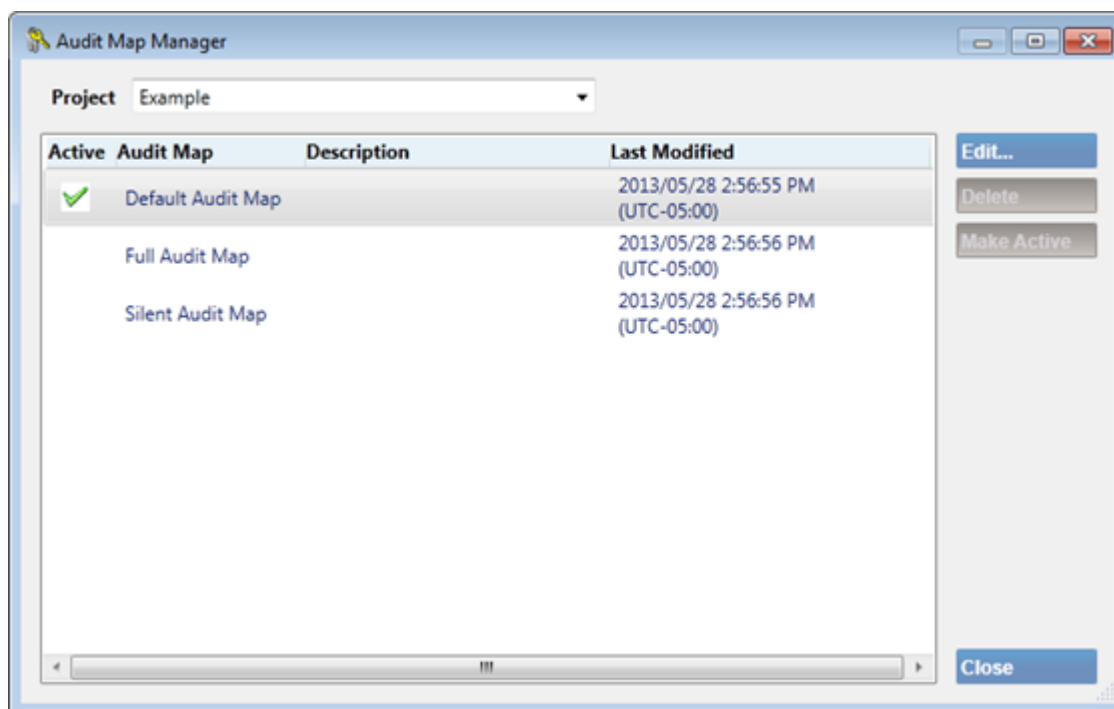 Audit Map Manager
Project Example
Active Audit Map Description Last Modified
Edit...
Default Audit Map 2013/05/28 2:56:55 PM
(UTC-05:00)
Delete
Full Audit Map 2013/05/28 2:56:56 PM
(UTC-05:00)
Make Active
Silent Audit Map 2013/05/28 2:56:56 PM
(UTC-05:00)
Close